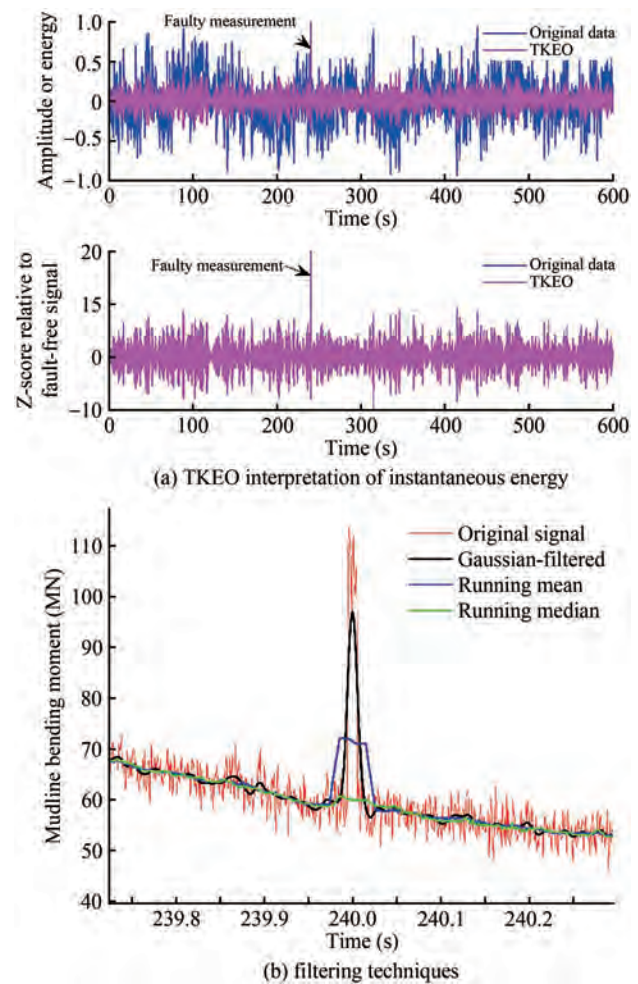 Faulty measurement
Original data
TKEO
1.0
0.5
0
−0.5
−1.0
Amplitude or energy
0 100 200 300 400 500 600
Time (s)
20
15
0
−10
Z-score relative to
fault-free signal
Faulty measurement
Original data
TKEO
0 100 200 300 400 500 600
Time (s)
(a) TKEO interpretation of instantaneous energy
Original signal
Gaussian-filtered
Running mean
Running median
110
100
90
80
70
60
50
40
Mudline bending moment (MN)
239.8 239.9 240.0 240.1 240.2
Time (s)
(b) filtering techniques